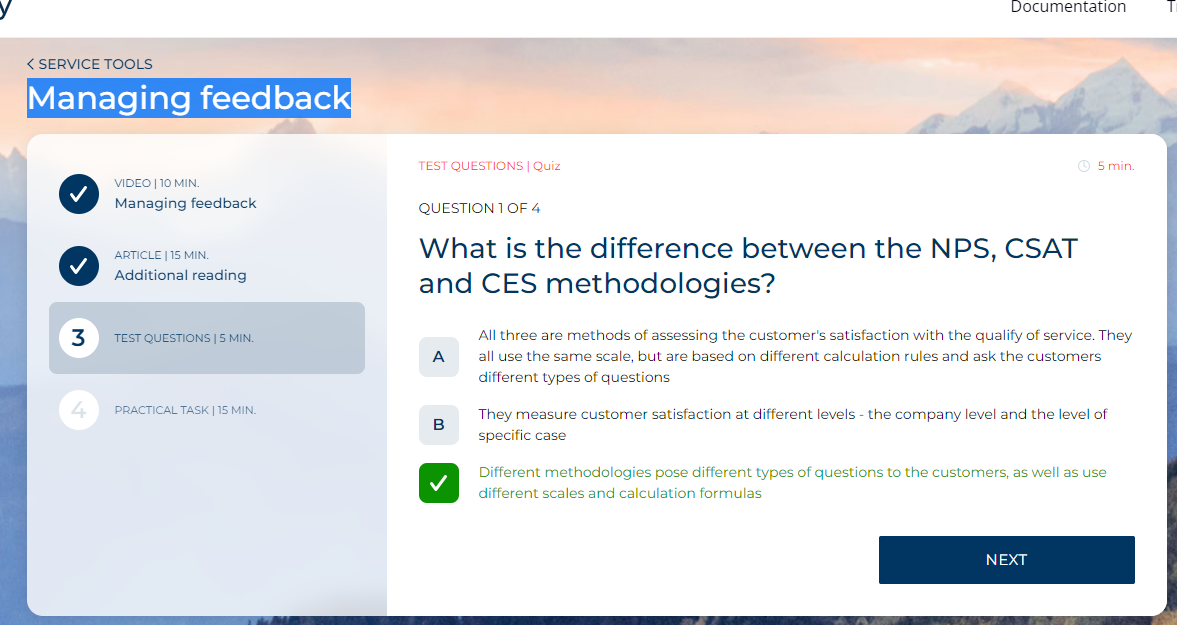 Documentation
< SERVICE TOOLS
Managing feedback
VIDEO | 10 MIN.
Managing feedback
ARTICLE | 15 MIN.
Additional reading
3
TEST QUESTIONS | 5 MIN.
4
PRACTICAL TASK | 15 MIN.
TEST QUESTIONS | Quiz
5 min.
QUESTION 1 OF 4
What is the difference between the NPS, CSAT
and CES methodologies?
A
All three are methods of assessing the customer's satisfaction with the qualify of service. They
all use the same scale, but are based on different calculation rules and ask the customers
different types of questions
B
They measure customer satisfaction at different levels - the company level and the level of
specific case
Different methodologies pose different types of questions to the customers, as well as use
different scales and calculation formulas
NEXT